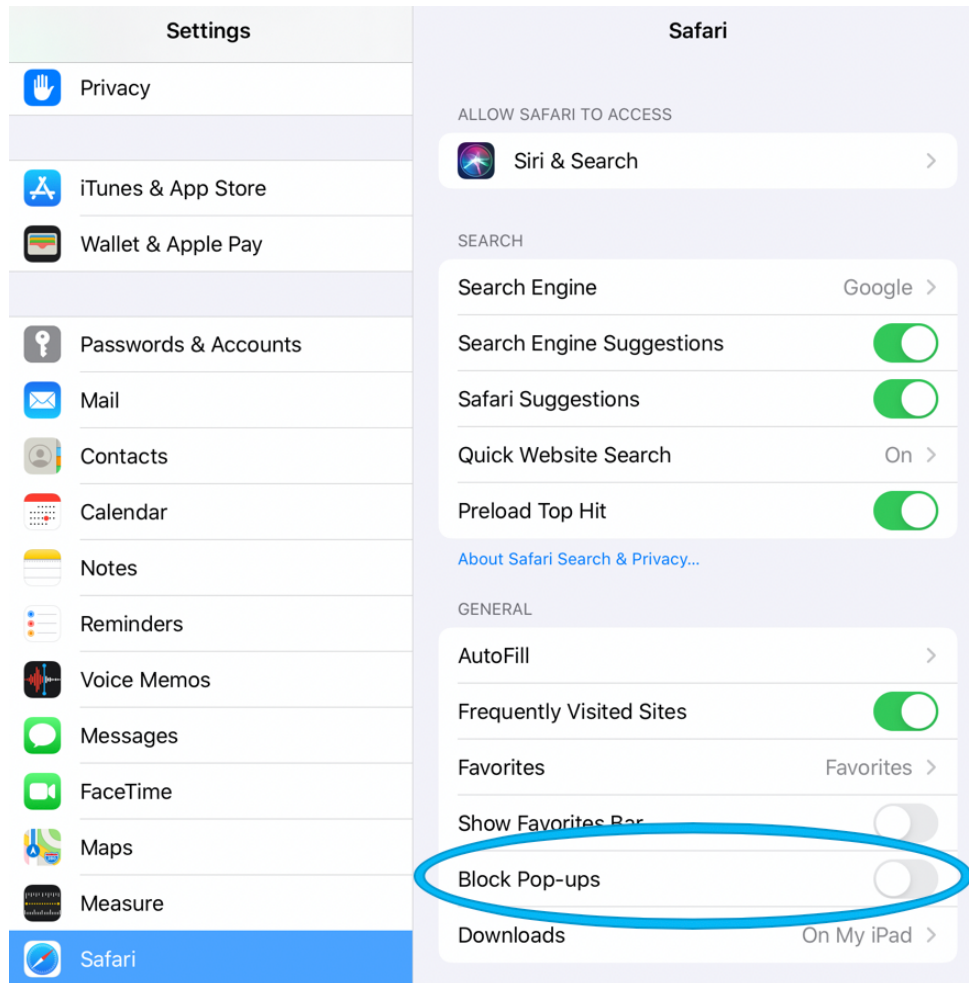 Settings
Privacy
iTunes & App Store
Wallet & Apple Pay
Passwords & Accounts
Mail
Contacts
Calendar
Notes
Reminders
Voice Memos
Messages
FaceTime
Maps
Measure
Safari
Safari
ALLOW SAFARI TO ACCESS
Siri & Search
SEARCH
Search Engine Google
Search Engine Suggestions
Safari Suggestions
Quick Website Search On
Preload Top Hit
About Safari Search & Privacy...
GENERAL
AutoFill
Frequently Visited Sites
Favorites Favorites
Show Favorites Bar
Block Pop-ups
Downloads On My iPad